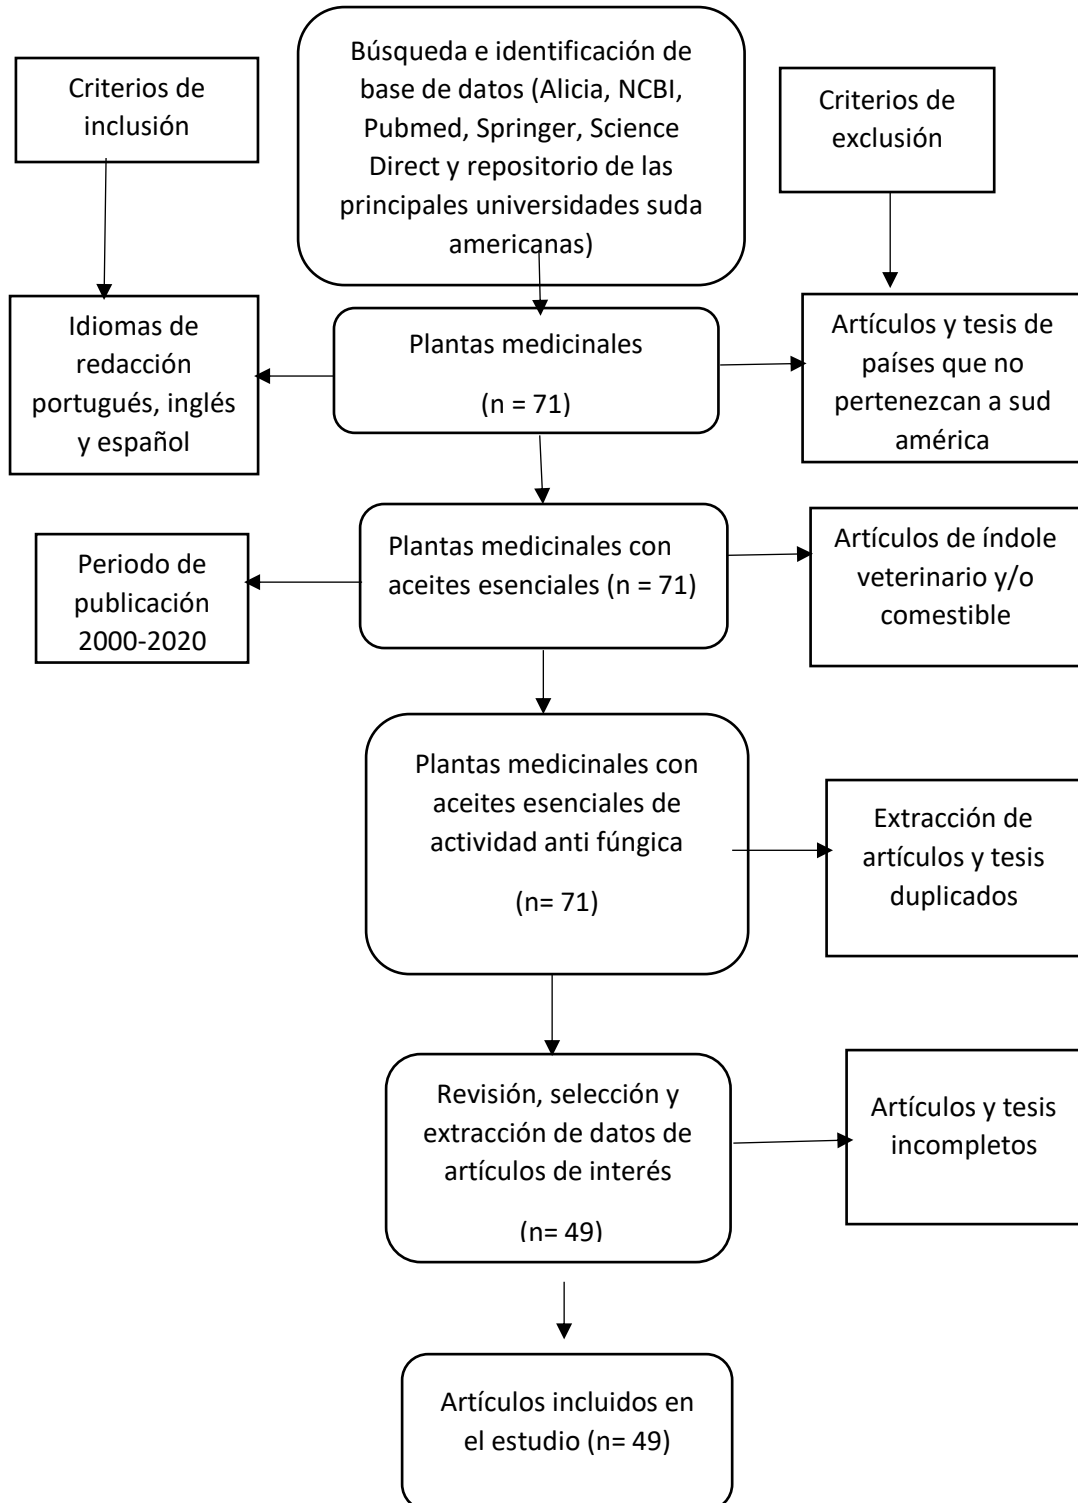 Búsqueda e identificación de
base de datos (Alicia, NCBI,
Pubmed, Springer, Science
Direct y repositorio de las
principales universidades suda
americanas)
Criterios de
inclusión
Criterios de
exclusión
Idiomas de
redacción
portugués, inglés
y español
Plantas medicinales
(n = 71)
Artículos y tesis de
países que no
pertenezcan a sud
américa
Periodo de
publicación
2000-2020
Plantas medicinales con
aceites esenciales (n = 71)
Artículos de índole
veterinario y/o
comestible
Plantas medicinales con
aceites esenciales de
actividad anti fúngica
(n= 71)
Extracción de
artículos y tesis
duplicados
Revisión, selección y
extracción de datos de
artículos de interés
(n= 49)
Artículos y tesis
incompletos
Artículos incluidos en
el estudio (n= 49)